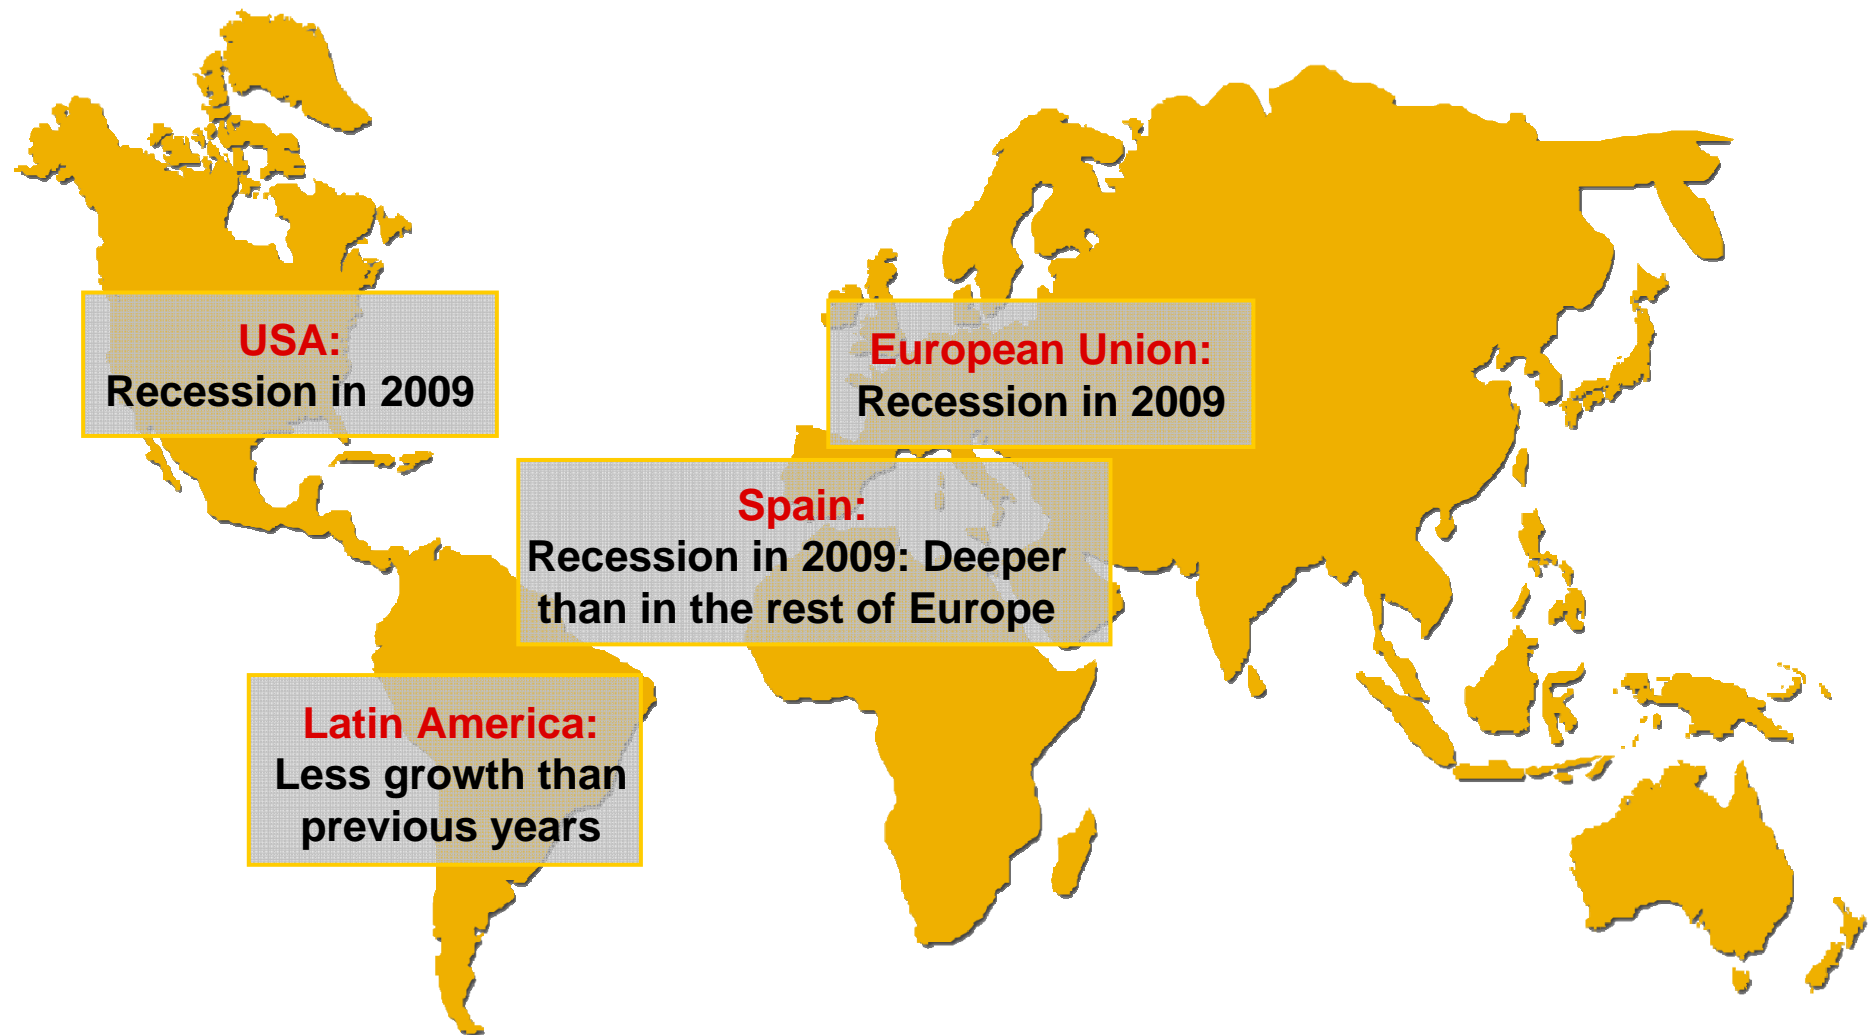 USA:
Recession in 2009
European Union:
Recession in 2009
Spain:
Recession in 2009: Deeper
than in the rest of Europe
Latin America:
Less growth than
previous years